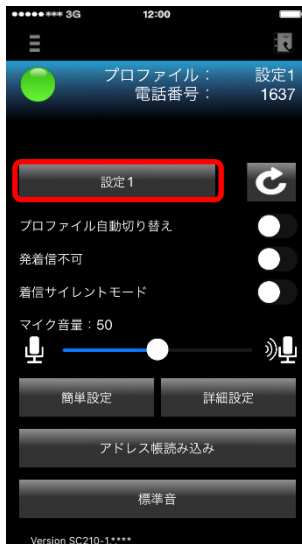 ●●●●● *** 3G 12:00
プロファイル： 設定1
電話番号： 1637
設定1
プロファイル自動切り替え
発着信不可
着信サイレントモード
マイク音量：50
簡単設定 詳細設定
アドレス帳読み込み
標準音
Version SC210-1.****